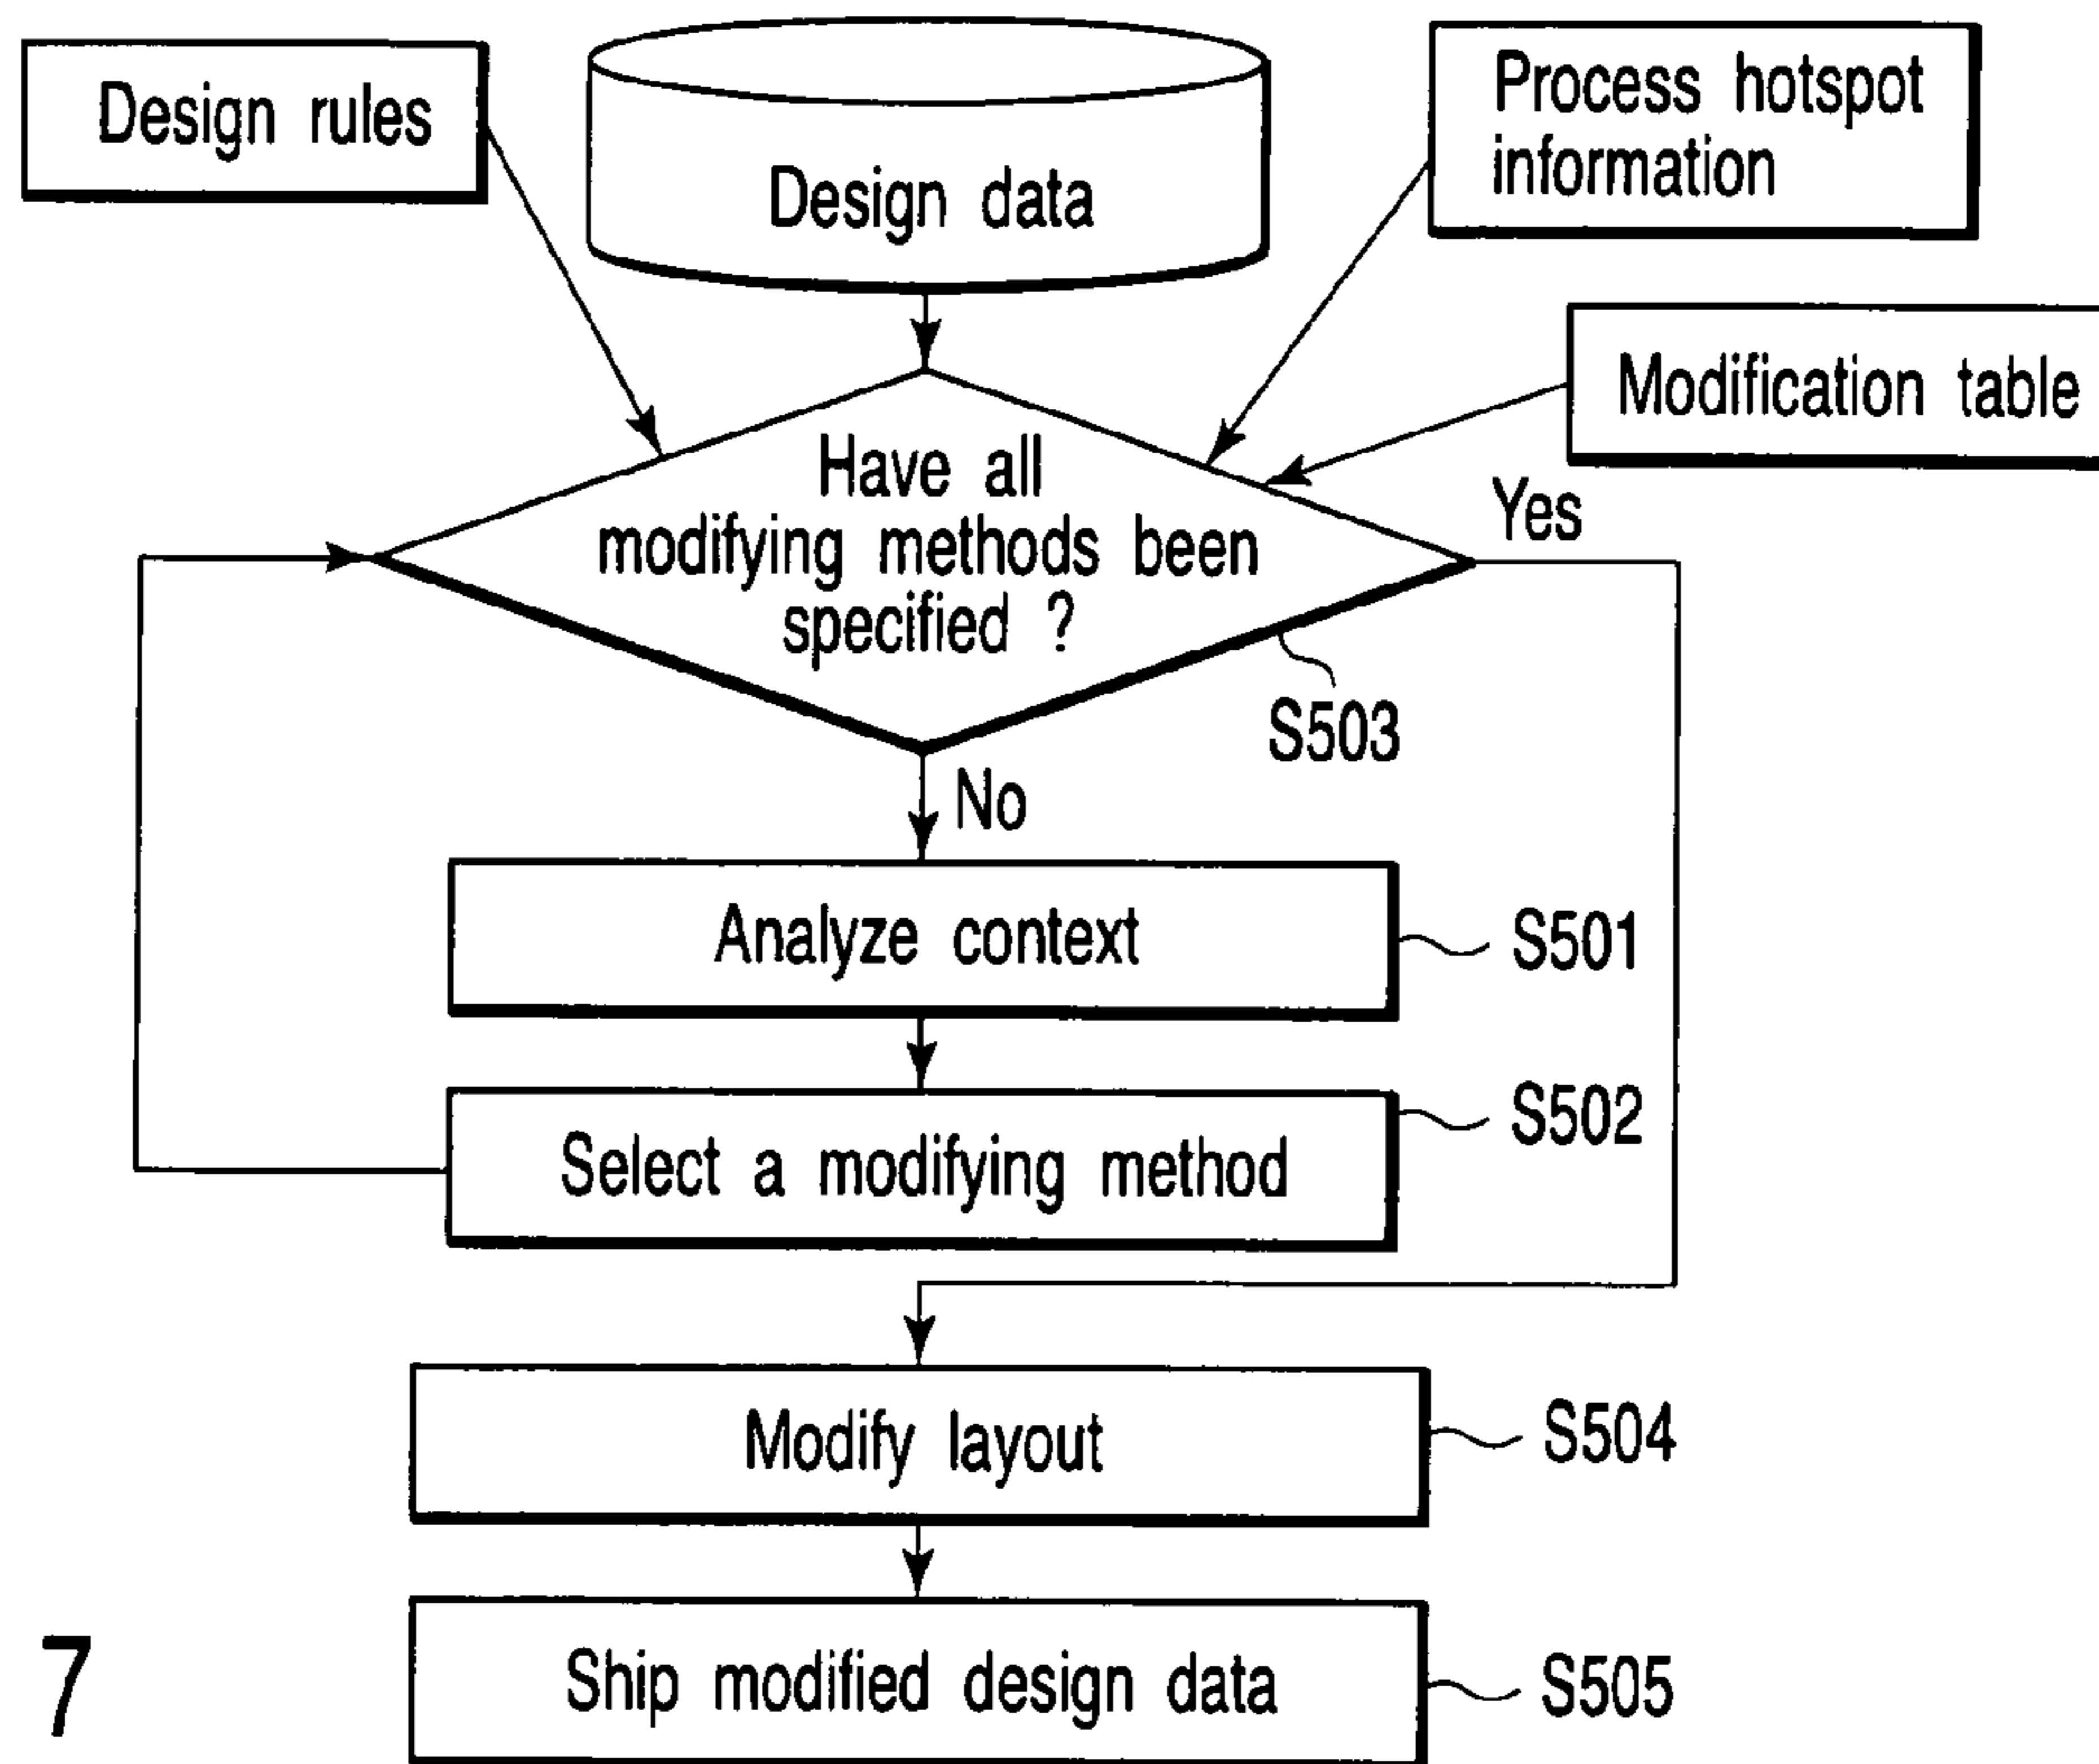 Design rules
Design data
Process hotspot
information
Modification table
Have all
modifying methods been
specified ?
Yes
S503
No
Analyze context
S501
Select a modifying method
S502
Modify layout
S504
Ship modified design data
S505
7